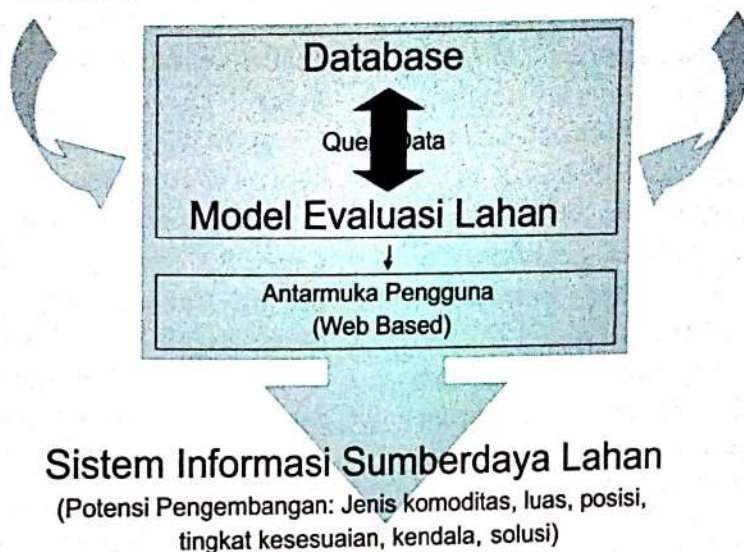 Database
Data
Model Evaluasi Lahan
Antarmuka Pengguna
(Web Based)
Sistem Informasi Sumberdaya Lahan
(Potensi Pengembangan: Jenis komoditas, luas, posisi,
tingkat kesesuaian, kendala, solusi)